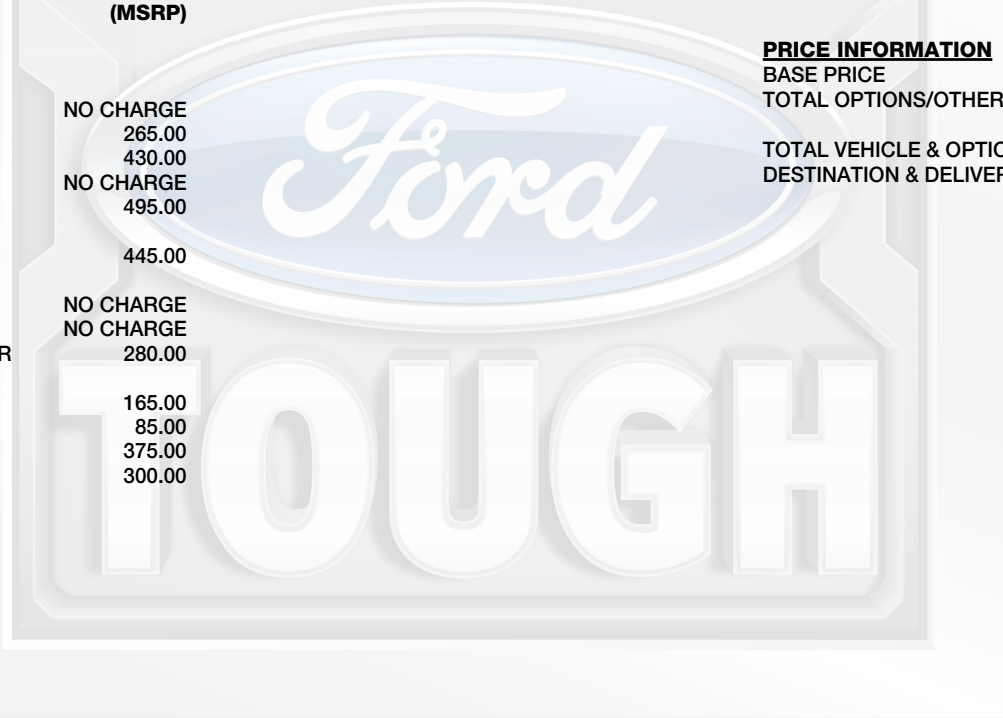 (MSRP)
NO CHARGE
265.00
430.00
NO CHARGE
495.00
445.00
NO CHARGE
NO CHARGE
R 280.00
165.00
85.00
375.00
300.00
PRICE INFORMATION
BASE PRICE
TOTAL OPTIONS/OTHER
TOTAL VEHICLE & OPTIO
DESTINATION & DELIVER
Ford
TOUGH